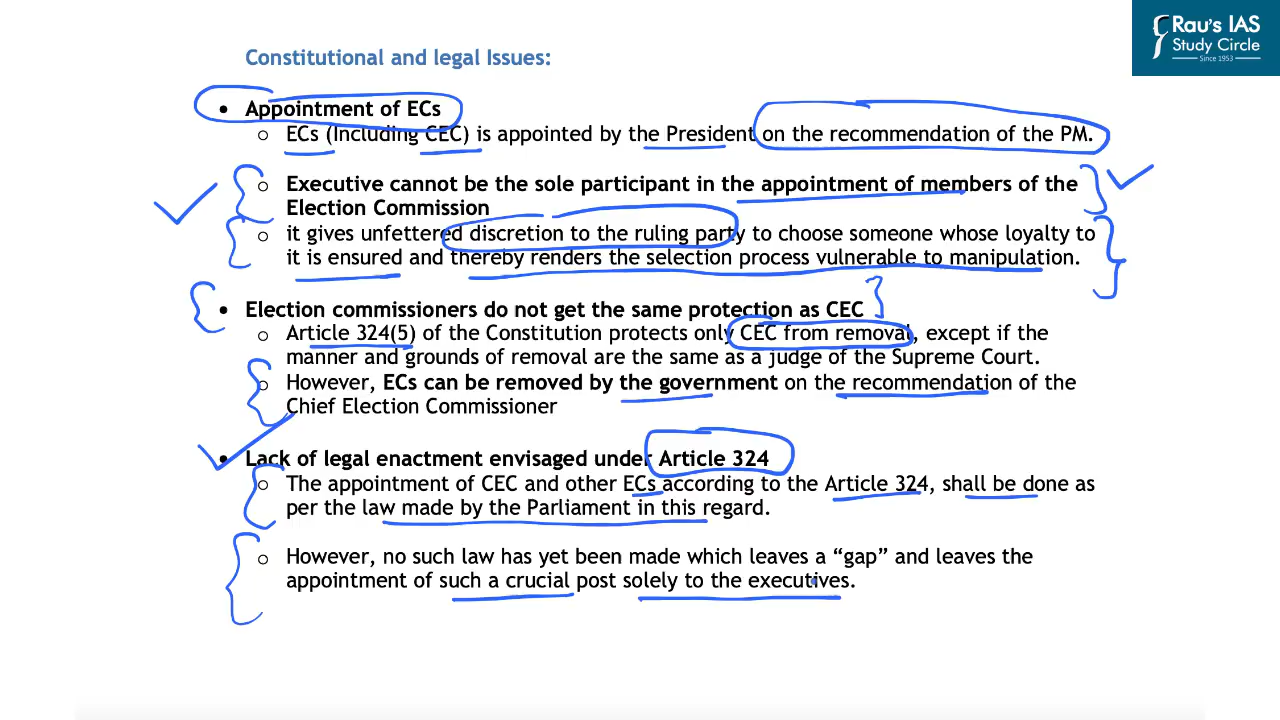 Rau's IAS
Study Circle
Since 1953
Constitutional and legal Issues:
• Appointment of ECs
o ECs (Including CEC) is appointed by the President on the recommendation of the PM.
o Executive cannot be the sole participant in the appointment of members of the
Election Commission
o it gives unfettered discretion to the ruling party to choose someone whose loyalty to
it is ensured and thereby renders the selection process vulnerable to manipulation.
• Election commissioners do not get the same protection as CEC
o Article 324(5) of the Constitution protects only CEC from removal, except if the
manner and grounds of removal are the same as a judge of the Supreme Court.
o However, ECs can be removed by the government on the recommendation of the
Chief Election Commissioner
• Lack of legal enactment envisaged under Article 324
o The appointment of CEC and other ECs according to the Article 324, shall be done as
per the law made by the Parliament in this regard.
o However, no such law has yet been made which leaves a “gap” and leaves the
appointment of such a crucial post solely to the executives.